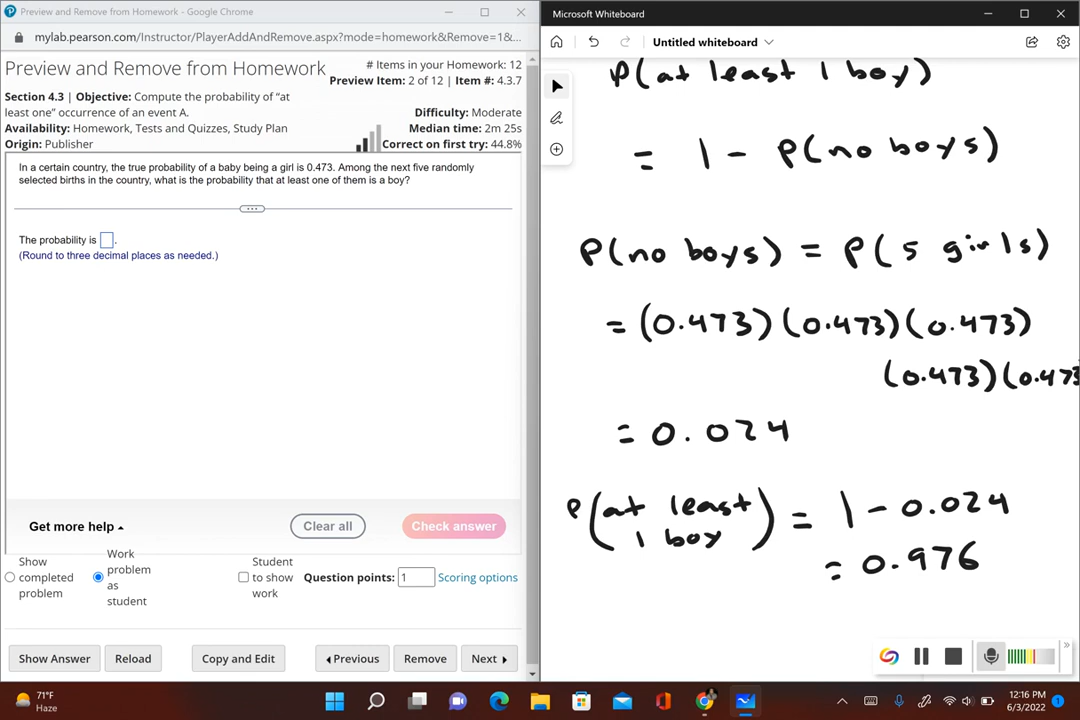 Preview and Remove from Homework - Google Chrome
mylab.pearson.com/Instructor/PlayerAddAndRemove.aspx?mode=homework&Remove=1&...
Preview and Remove from Homework
# Items in your Homework: 12
Preview Item: 2 of 12 | Item #: 4.3.7
Section 4.3 | Objective: Compute the probability of "at
least one" occurrence of an event A.
Difficulty: Moderate
Availability: Homework, Tests and Quizzes, Study Plan
Median time: 2m 25s
Origin: Publisher
Correct on first try: 44.8%
In a certain country, the true probability of a baby being a girl is 0.473. Among the next five randomly
selected births in the country, what is the probability that at least one of them is a boy?
The probability is .
(Round to three decimal places as needed.)
Get more help
Clear all
Check answer
Show
completed
problem
Work
problem
as
student
Student
to show
work
Question points: 1
Scoring options
Show Answer
Reload
Copy and Edit
Previous
Remove
Next
Microsoft Whiteboard
Untitled whiteboard
P(at least 1 boy)
= 1 - P(no boys)
P(no boys) = P(5 girls)
= (0.473)(0.473)(0.473)
(0.473)(0.473
= 0.024
P(at least
1 boy) = 1 - 0.024
= 0.976
71°F
Haze
12:16 PM
6/3/2022
1